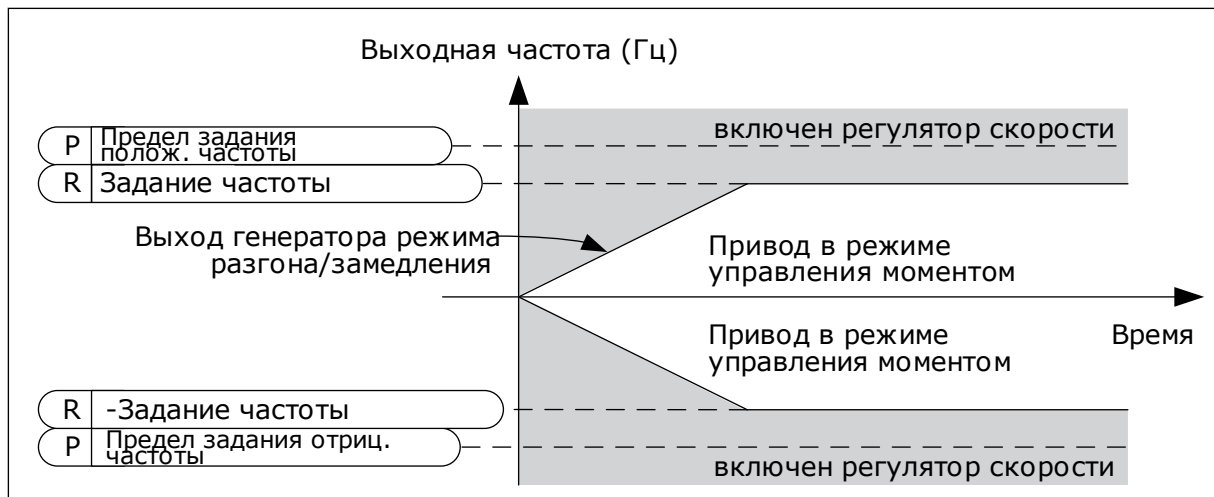 Выходная частота (Гц)
включен регулятор скорости
P Предел задания
полож. частоты
R Задание частоты
Выход генератора режима
разгона/замедления
Привод в режиме
управления моментом
Привод в режиме
управления моментом
Время
R -Задание частоты
P Предел задания отриц.
частоты
включен регулятор скорости